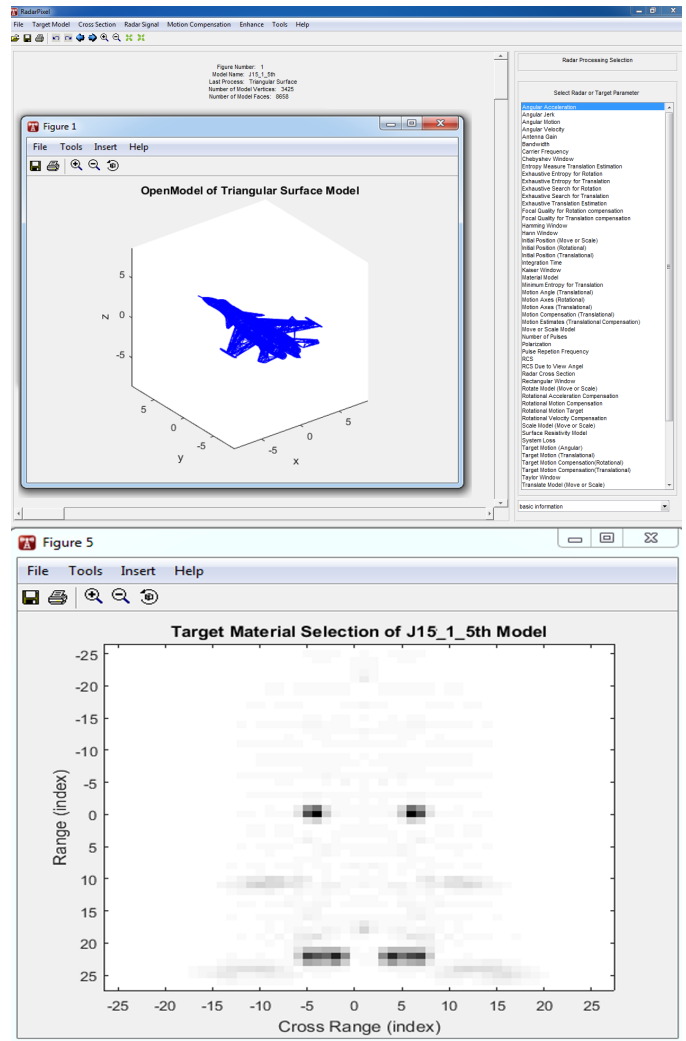 RadarPixel
File Target Model Cross Section Radar Signal Motion Compensation Enhance Tools Help
Figure Number: 1
Model Name: J15_1_5th
Last Process: Triangular Surface
Number of Model Vertices: 3425
Number of Model Faces: 8658
Figure 1
File Tools Insert Help
OpenModel of Triangular Surface Model
5
0
-5
z
5
0
-5
y
-5
0
5
x
Radar Processing Selection
Select Radar or Target Parameter
Angular Acceleration
Angular Jerk
Angular Motion
Angular Velocity
Antenna Gain
Bandwidth
Carrier Frequency
Chebyshev Window
Entropy Measure Translation Estimation
Exhaustive Entropy for Rotation
Exhaustive Entropy for Translation
Exhaustive Search for Rotation
Exhaustive Search for Translation
Exhaustive Translation Estimation
Focal Quality for Rotation compensation
Focal Quality for Translation compensation
Hamming Window
Hann Window
Initial Position (Move or Scale)
Initial Position (Rotational)
Initial Position (Translational)
Integration Time
Kaiser Window
Material Model
Minimum Entropy for Translation
Motion Angle (Translational)
Motion Axes (Rotational)
Motion Axes (Translational)
Motion Compensation (Translational)
Motion Estimates (Translational Compensation)
Move or Scale Model
Number of Pulses
Polarization
Pulse Repetion Frequency
RCS
RCS Due to View Angel
Radar Cross Section
Rectangular Window
Rotate Model (Move or Scale)
Rotational Acceleration Compensation
Rotational Motion Compensation
Rotational Motion Target
Rotational Velocity Compensation
Scale Model (Move or Scale)
Surface Resistivity Model
System Loss
Target Motion (Angular)
Target Motion (Translational)
Target Motion Compensation(Rotational)
Target Motion Compensation(Translational)
Taylor Window
Translate Model (Move or Scale)
basic information
Figure 5
File Tools Insert Help
Target Material Selection of J15_1_5th Model
-25
-20
-15
-10
-5
0
5
10
15
20
25
Range (index)
-25 -20 -15 -10 -5 0 5 10 15 20 25
Cross Range (index)